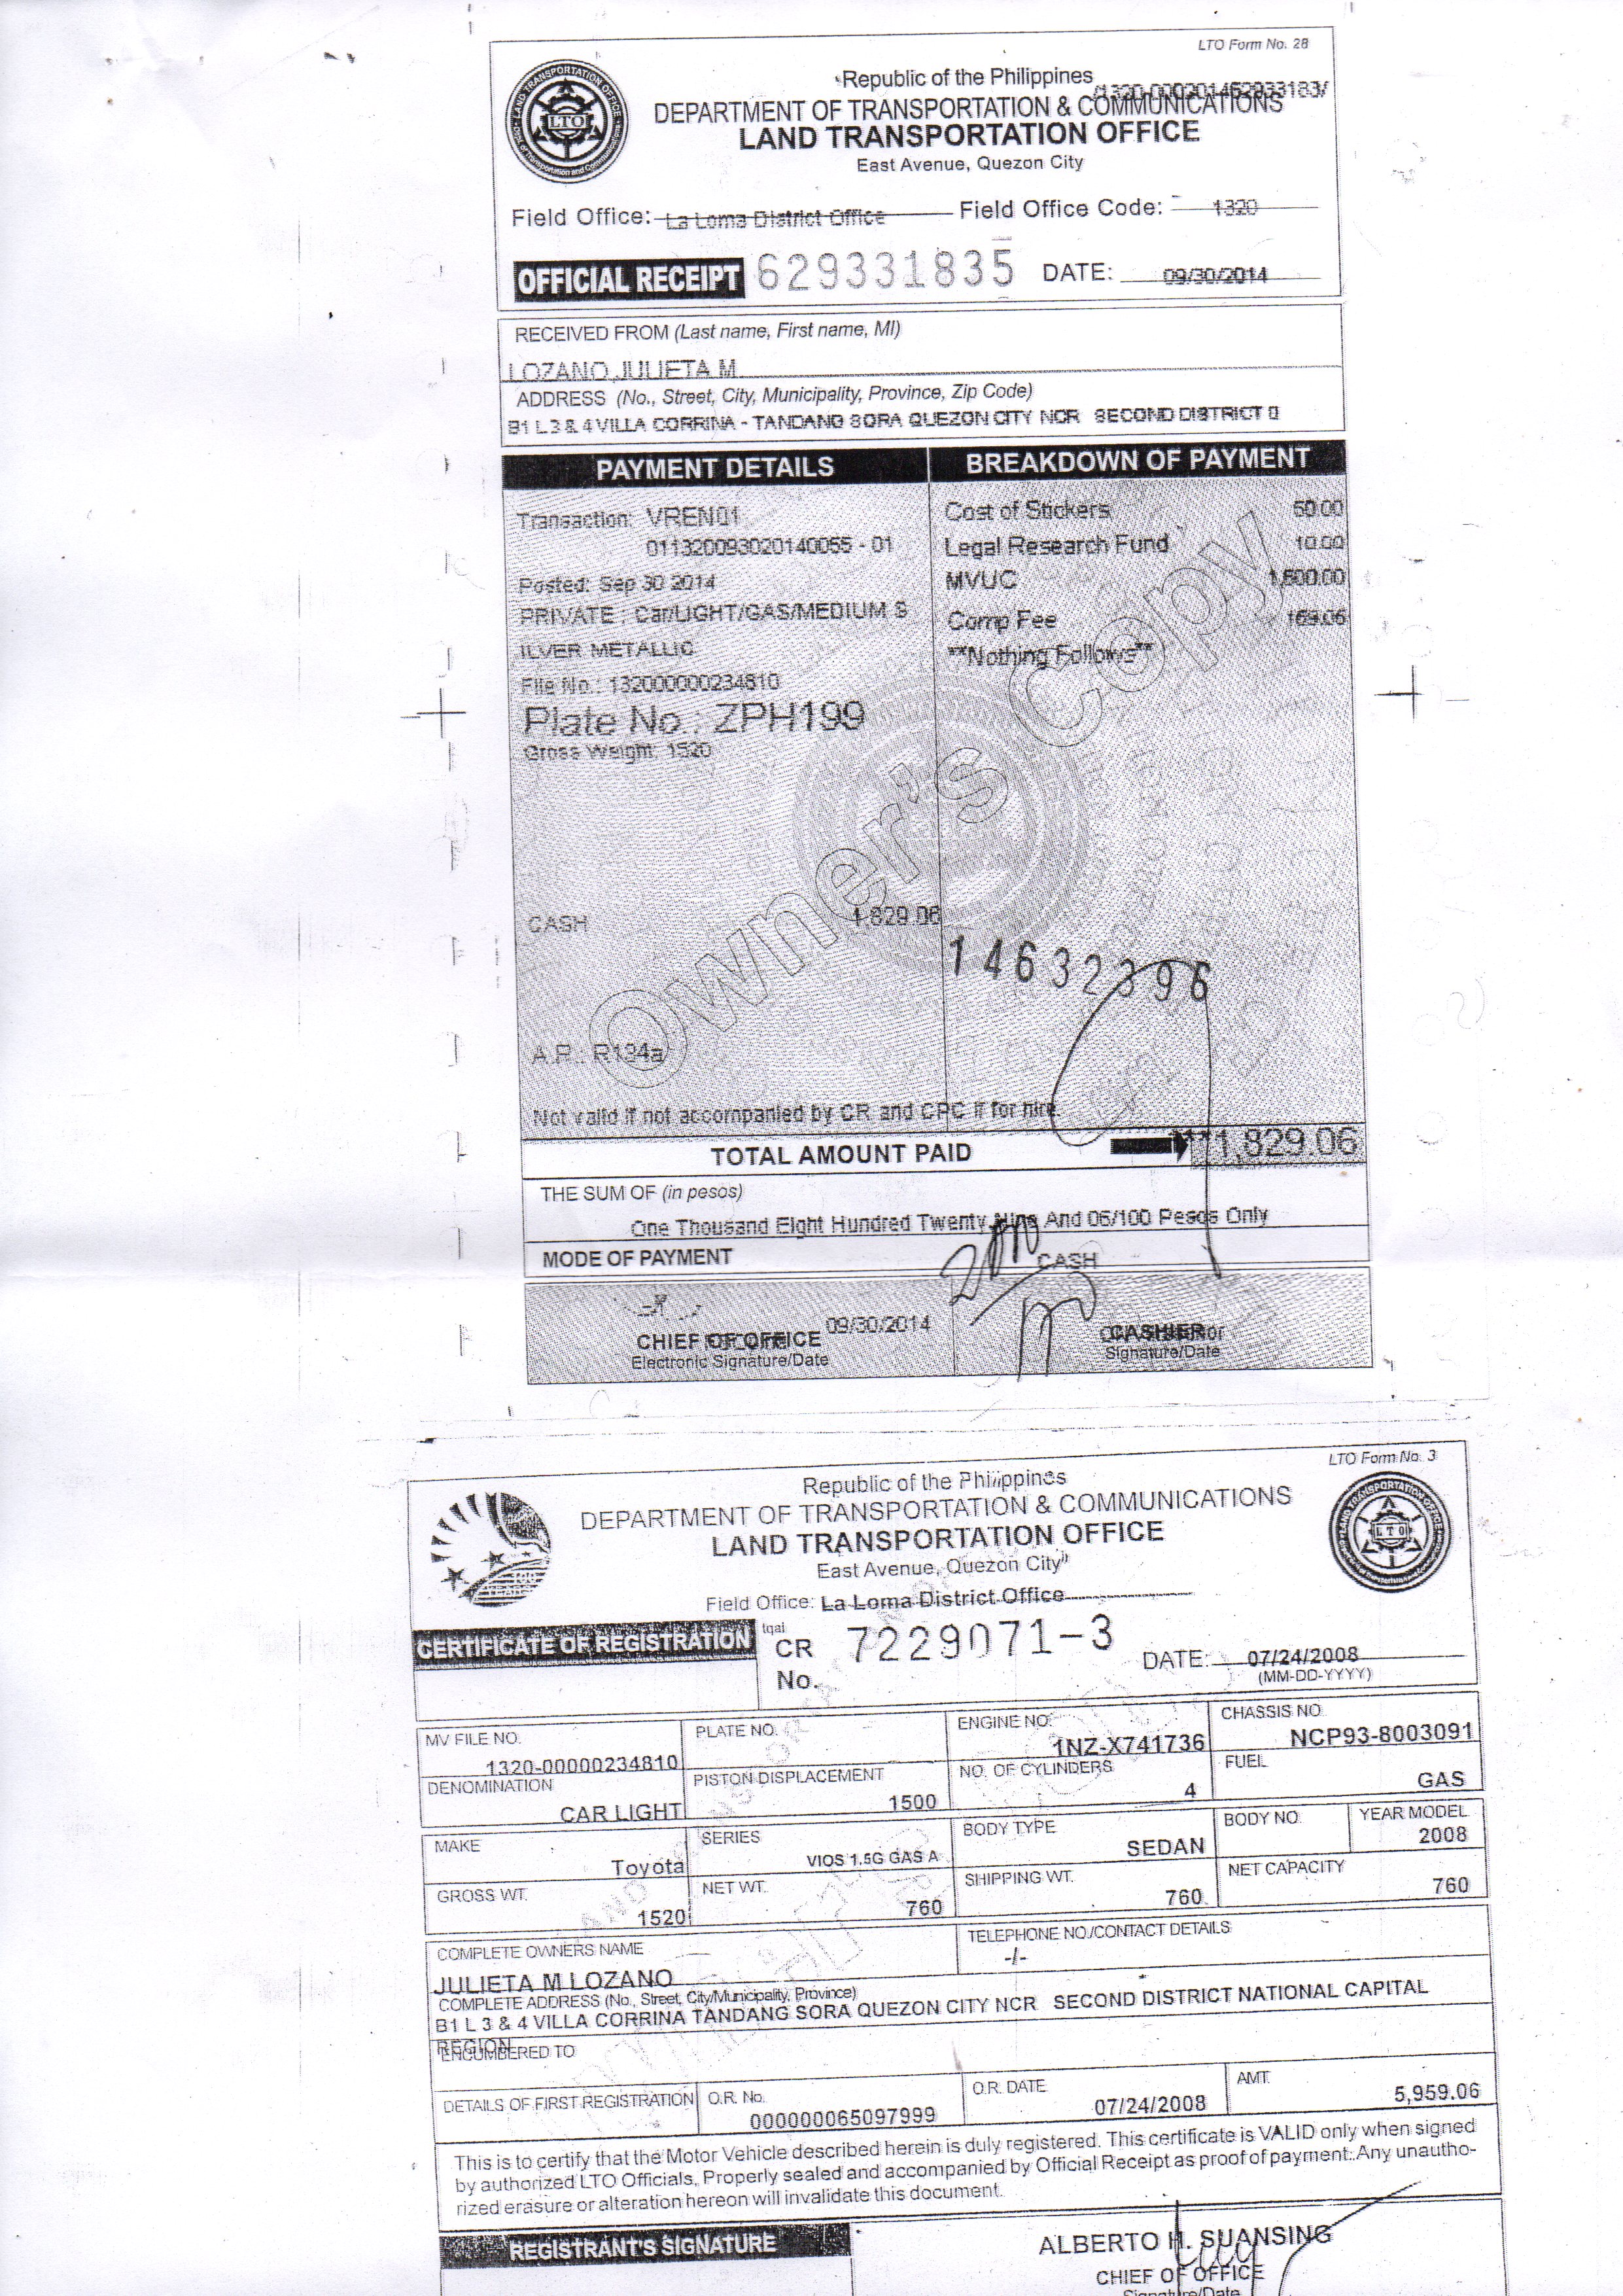 LTO Form No. 28
Republic of the Philippines
DEPARTMENT OF TRANSPORTATION & COMMUNICATIONS
LAND TRANSPORTATION OFFICE
East Avenue, Quezon City
Field Office: La Loma District Office Field Office Code: 1320
OFFICIAL RECEIPT 629331835 DATE: 09/30/2014
RECEIVED FROM (Last name, First name, MI)
LOZANO,JULIETA M.
ADDRESS (No., Street, City, Municipality, Province, Zip Code)
B1 L 3 & 4 VILLA CORRINA - TANDANG SORA QUEZON CITY NCR SECOND DISTRICT
PAYMENT DETAILS BREAKDOWN OF PAYMENT
Transaction: VREN01 Cost of Stickers 50.00
011320093020140055 - 01 Legal Research Fund 10.00
Posted: Sep 30 2014 MVUC 1,600.00
PRIVATE : Car/LIGHT/GAS/MEDIUM S Comp Fee 169.06
ILVER METALLIC **Nothing Follows**
File No.: 132000000234810
Plate No.: ZPH199
Gross Weight: 1520
Owner's Copy
CASH 1,829.06
14632396
A.P.: R134a
Not valid if not accompanied by CR and CPC if for hire.
TOTAL AMOUNT PAID 1,829.06
THE SUM OF (in pesos)
One Thousand Eight Hundred Twenty Nine And 06/100 Pesos Only
MODE OF PAYMENT CASH
09/30/2014
CHIEF OF OFFICE CASHIER
Electronic Signature/Date Signature/Date
LTO Form No. 3
Republic of the Philippines
DEPARTMENT OF TRANSPORTATION & COMMUNICATIONS
LAND TRANSPORTATION OFFICE
East Avenue, Quezon City
Field Office: La Loma District Office
CERTIFICATE OF REGISTRATION tqal CR No. 7229071-3 DATE: 07/24/2008
(MM-DD-YYYY)
MV FILE NO. PLATE NO. ENGINE NO. CHASSIS NO.
1320-00000234810 1NZ-X741736 NCP93-8003091
DENOMINATION PISTON DISPLACEMENT NO. OF CYLINDERS FUEL
CAR LIGHT 1500 4 GAS
MAKE SERIES BODY TYPE BODY NO. YEAR MODEL
Toyota VIOS 1.5G GAS A SEDAN 2008
GROSS WT. NET WT. SHIPPING WT. NET CAPACITY
1520 760 760 760
COMPLETE OWNERS NAME TELEPHONE NO./CONTACT DETAILS
JULIETA M LOZANO -/-
COMPLETE ADDRESS (No., Street, City/Municipality, Province)
B1 L 3 & 4 VILLA CORRINA TANDANG SORA QUEZON CITY NCR SECOND DISTRICT NATIONAL CAPITAL
REGION
ENCUMBERED TO
DETAILS OF FIRST REGISTRATION O.R. No. O.R. DATE AMT.
000000065097999 07/24/2008 5,959.06
This is to certify that the Motor Vehicle described herein is duly registered. This certificate is VALID only when signed
by authorized LTO Officials, Properly sealed and accompanied by Official Receipt as proof of payment. Any unautho-
rized erasure or alteration hereon will invalidate this document.
REGISTRANT'S SIGNATURE ALBERTO H. SUANSING
CHIEF OF OFFICE
Signature/Date